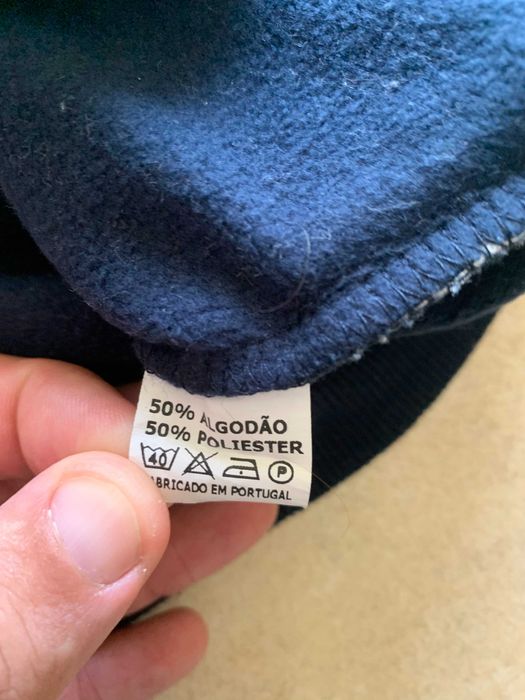 50% ALGODÃO
50% POLIESTER
40 P
FABRICADO EM PORTUGAL